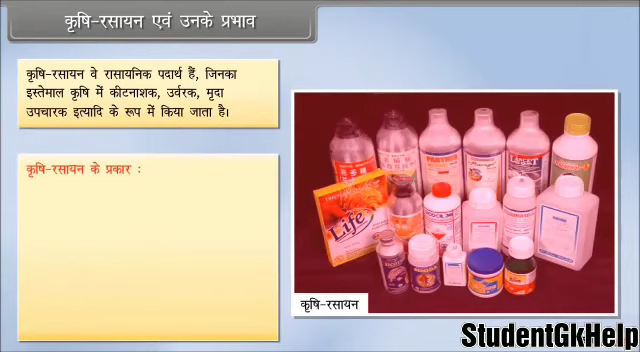 कृषि-रसायन एवं उनके प्रभाव
कृषि-रसायन वे रासायनिक पदार्थ हैं, जिनका
इस्तेमाल कृषि में कीटनाशक, उर्वरक, मृदा
उपचारक इत्यादि के रूप में किया जाता है।
कृषि-रसायन के प्रकार :
Life
कृषि-रसायन
StudentGkHelp